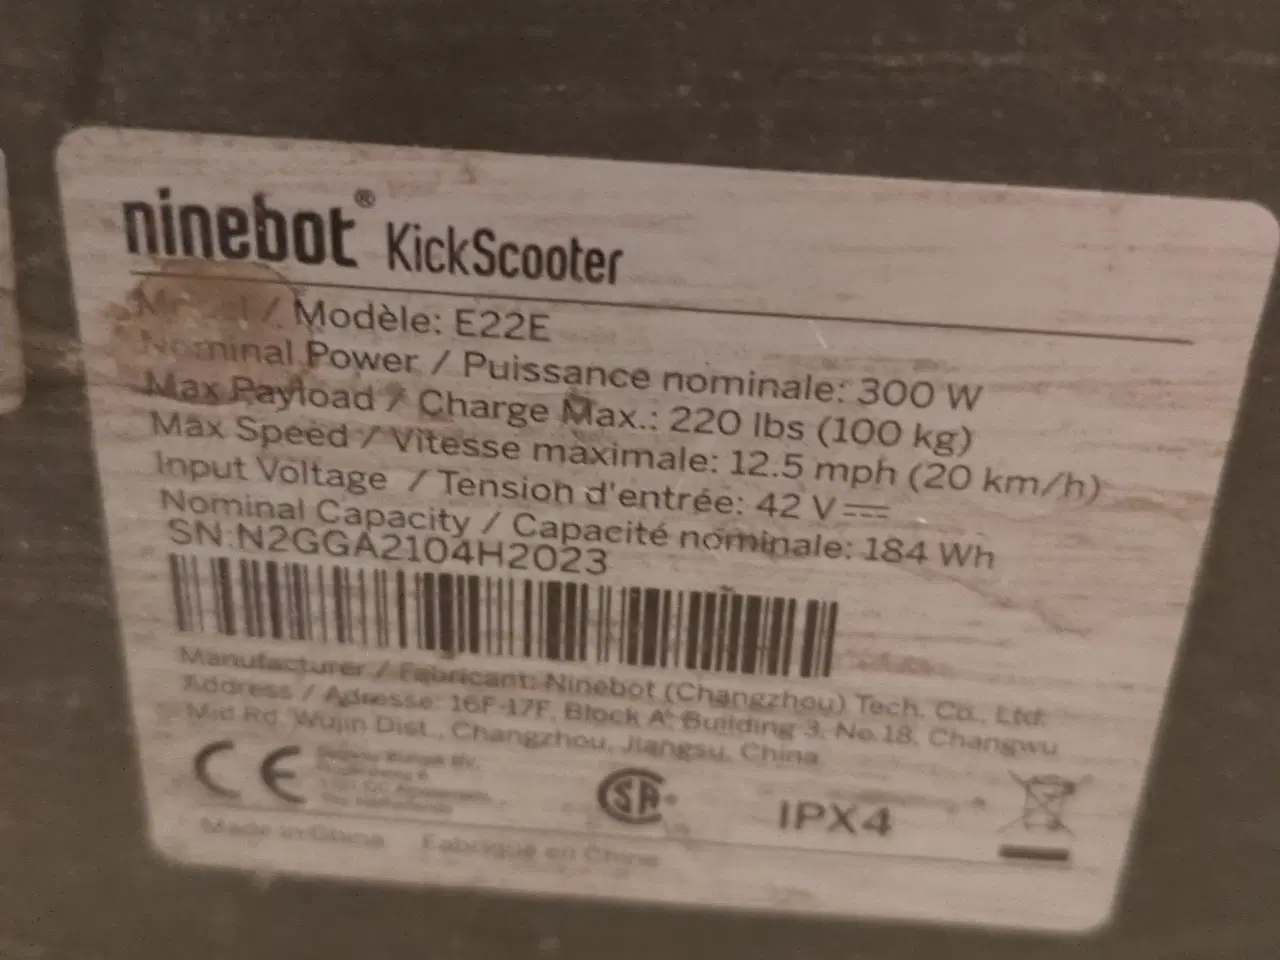 ninebot® KickScooter
Model / Modèle: E22E
Nominal Power / Puissance nominale: 300 W
Max Payload / Charge Max.: 220 lbs (100 kg)
Max Speed / Vitesse maximale: 12.5 mph (20 km/h)
Input Voltage / Tension d'entrée: 42 V
Nominal Capacity / Capacité nominale: 184 Wh
SN:N2GGA2104H2023
Manufacturer / Fabricant: Ninebot (Changzhou) Tech. Co., Ltd.
Address / Adresse: 16F-17F, Block A, Building 3, No.18, Changwu
Mid Rd, Wujin Dist., Changzhou, Jiangsu, China
CE
IPX4
Made in China Fabriqué en Chine